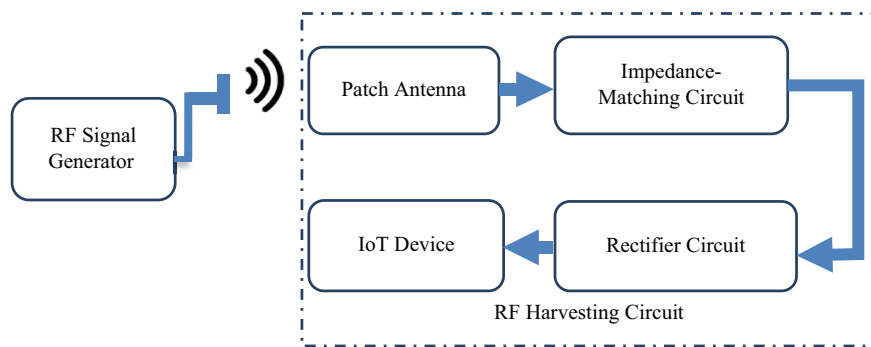 RF Signal
Generator
Patch Antenna
Impedance-
Matching Circuit
IoT Device
Rectifier Circuit
RF Harvesting Circuit